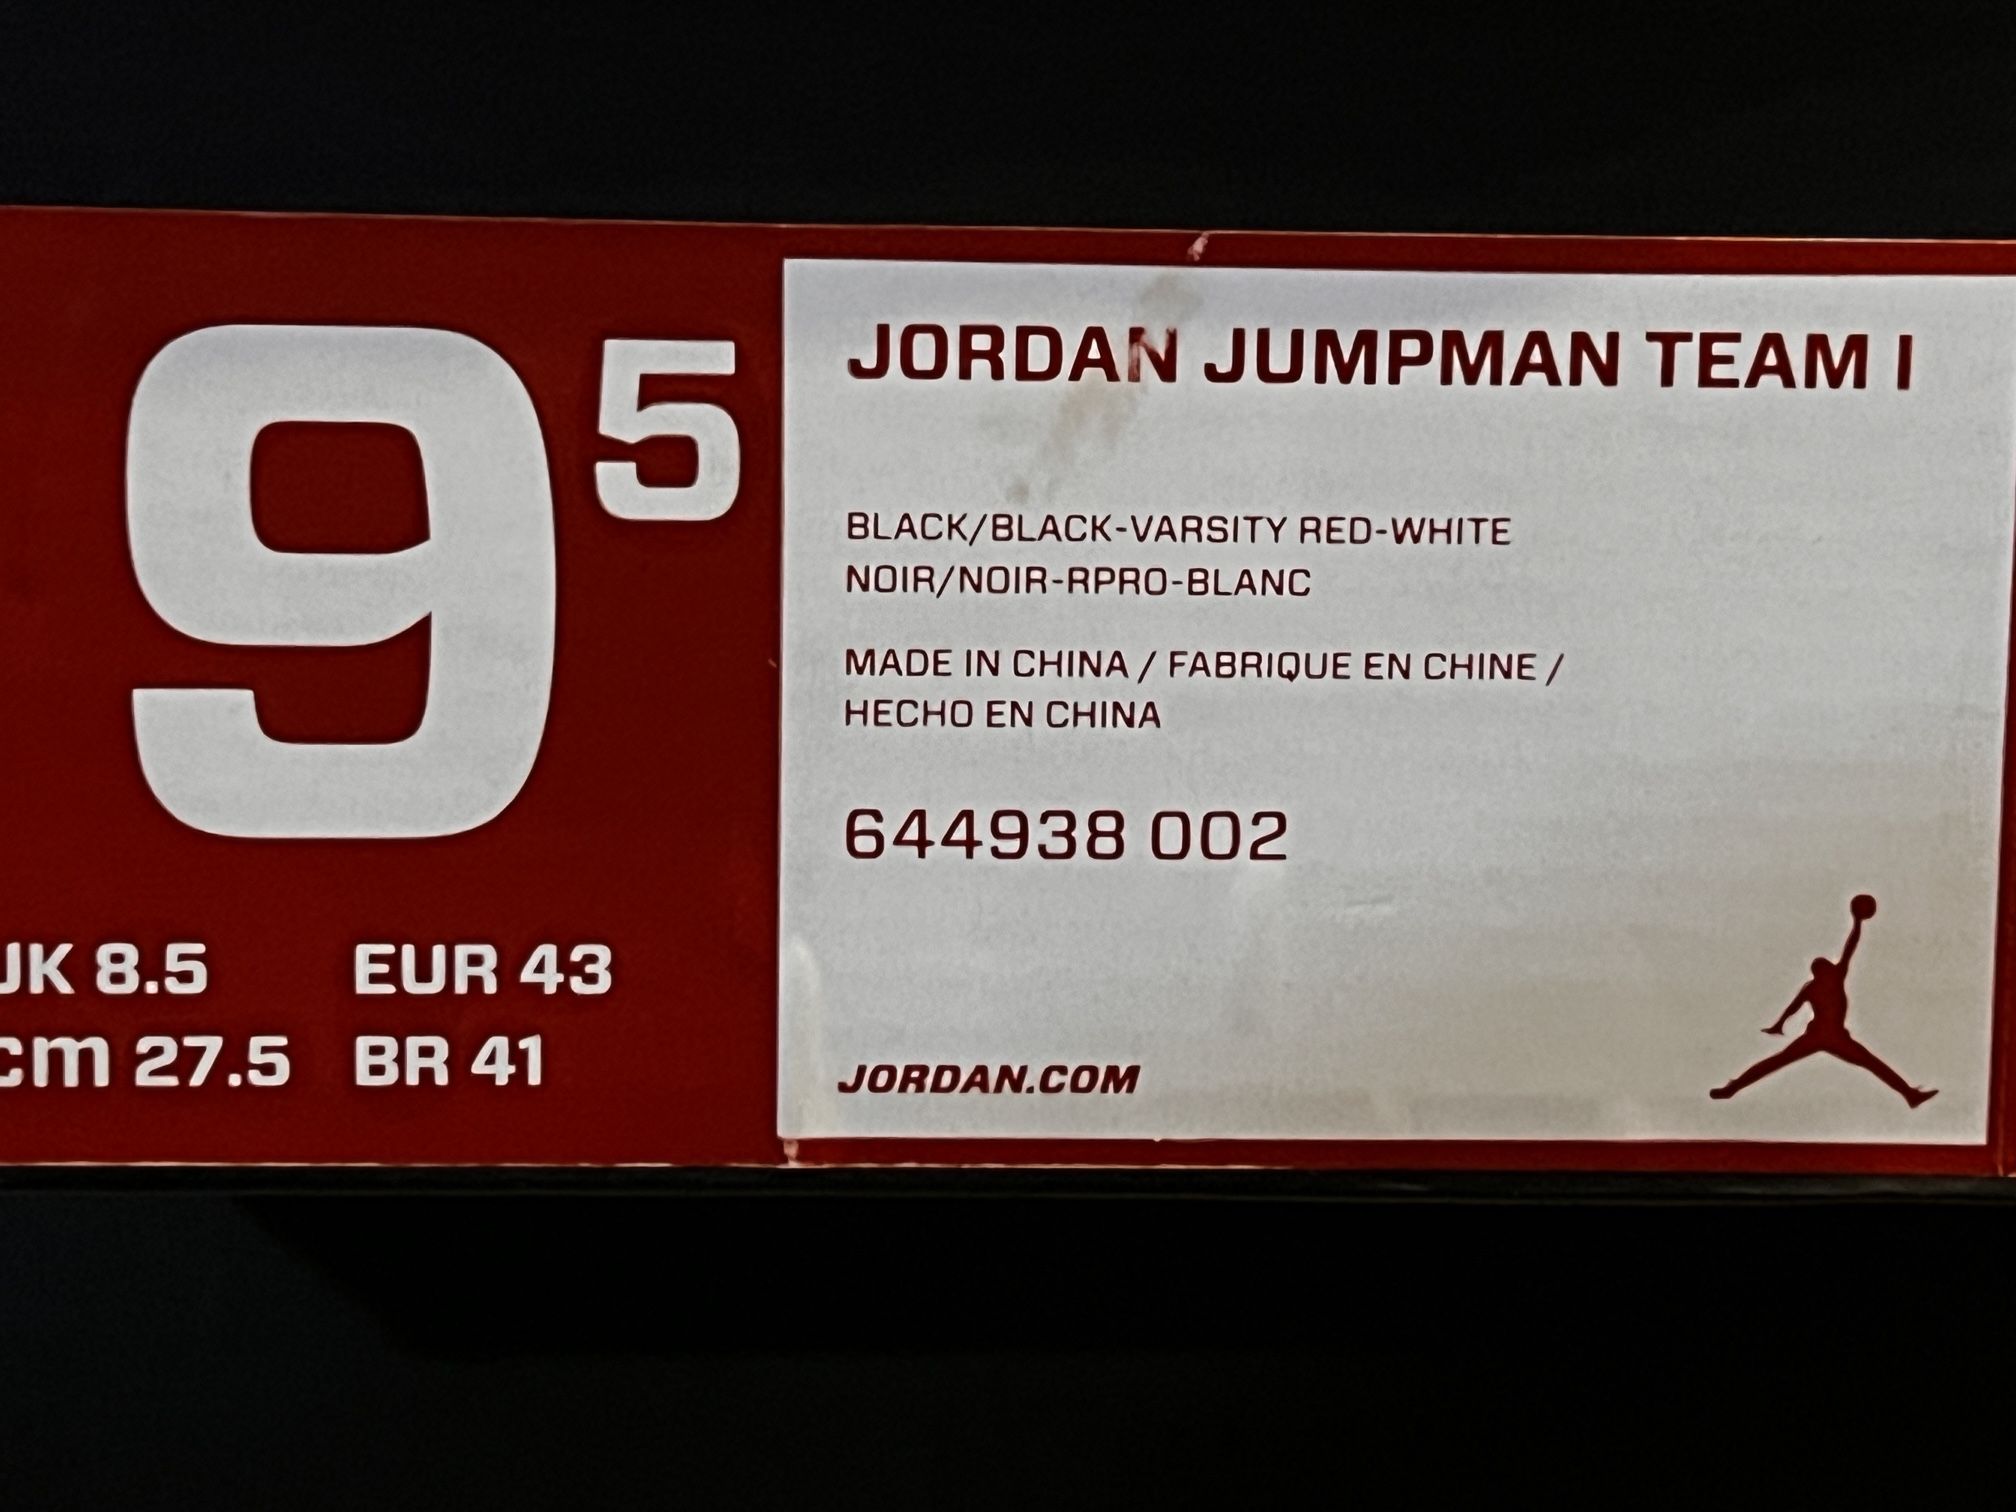 9 5
JORDAN JUMPMAN TEAM I
BLACK/BLACK-VARSITY RED-WHITE
NOIR/NOIR-RPRO-BLANC
MADE IN CHINA / FABRIQUE EN CHINE /
HECHO EN CHINA
644938 002
UK 8.5 EUR 43
cm 27.5 BR 41
JORDAN.COM